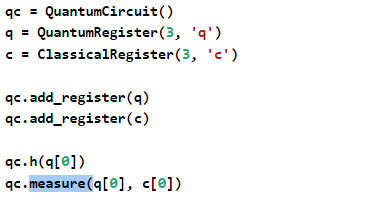 qc = QuantumCircuit()
q = QuantumRegister(3, 'q')
c = ClassicalRegister(3, 'c')
qc.add_register(q)
qc.add_register(c)
qc.h(q[0])
qc.measure(q[0], c[0])